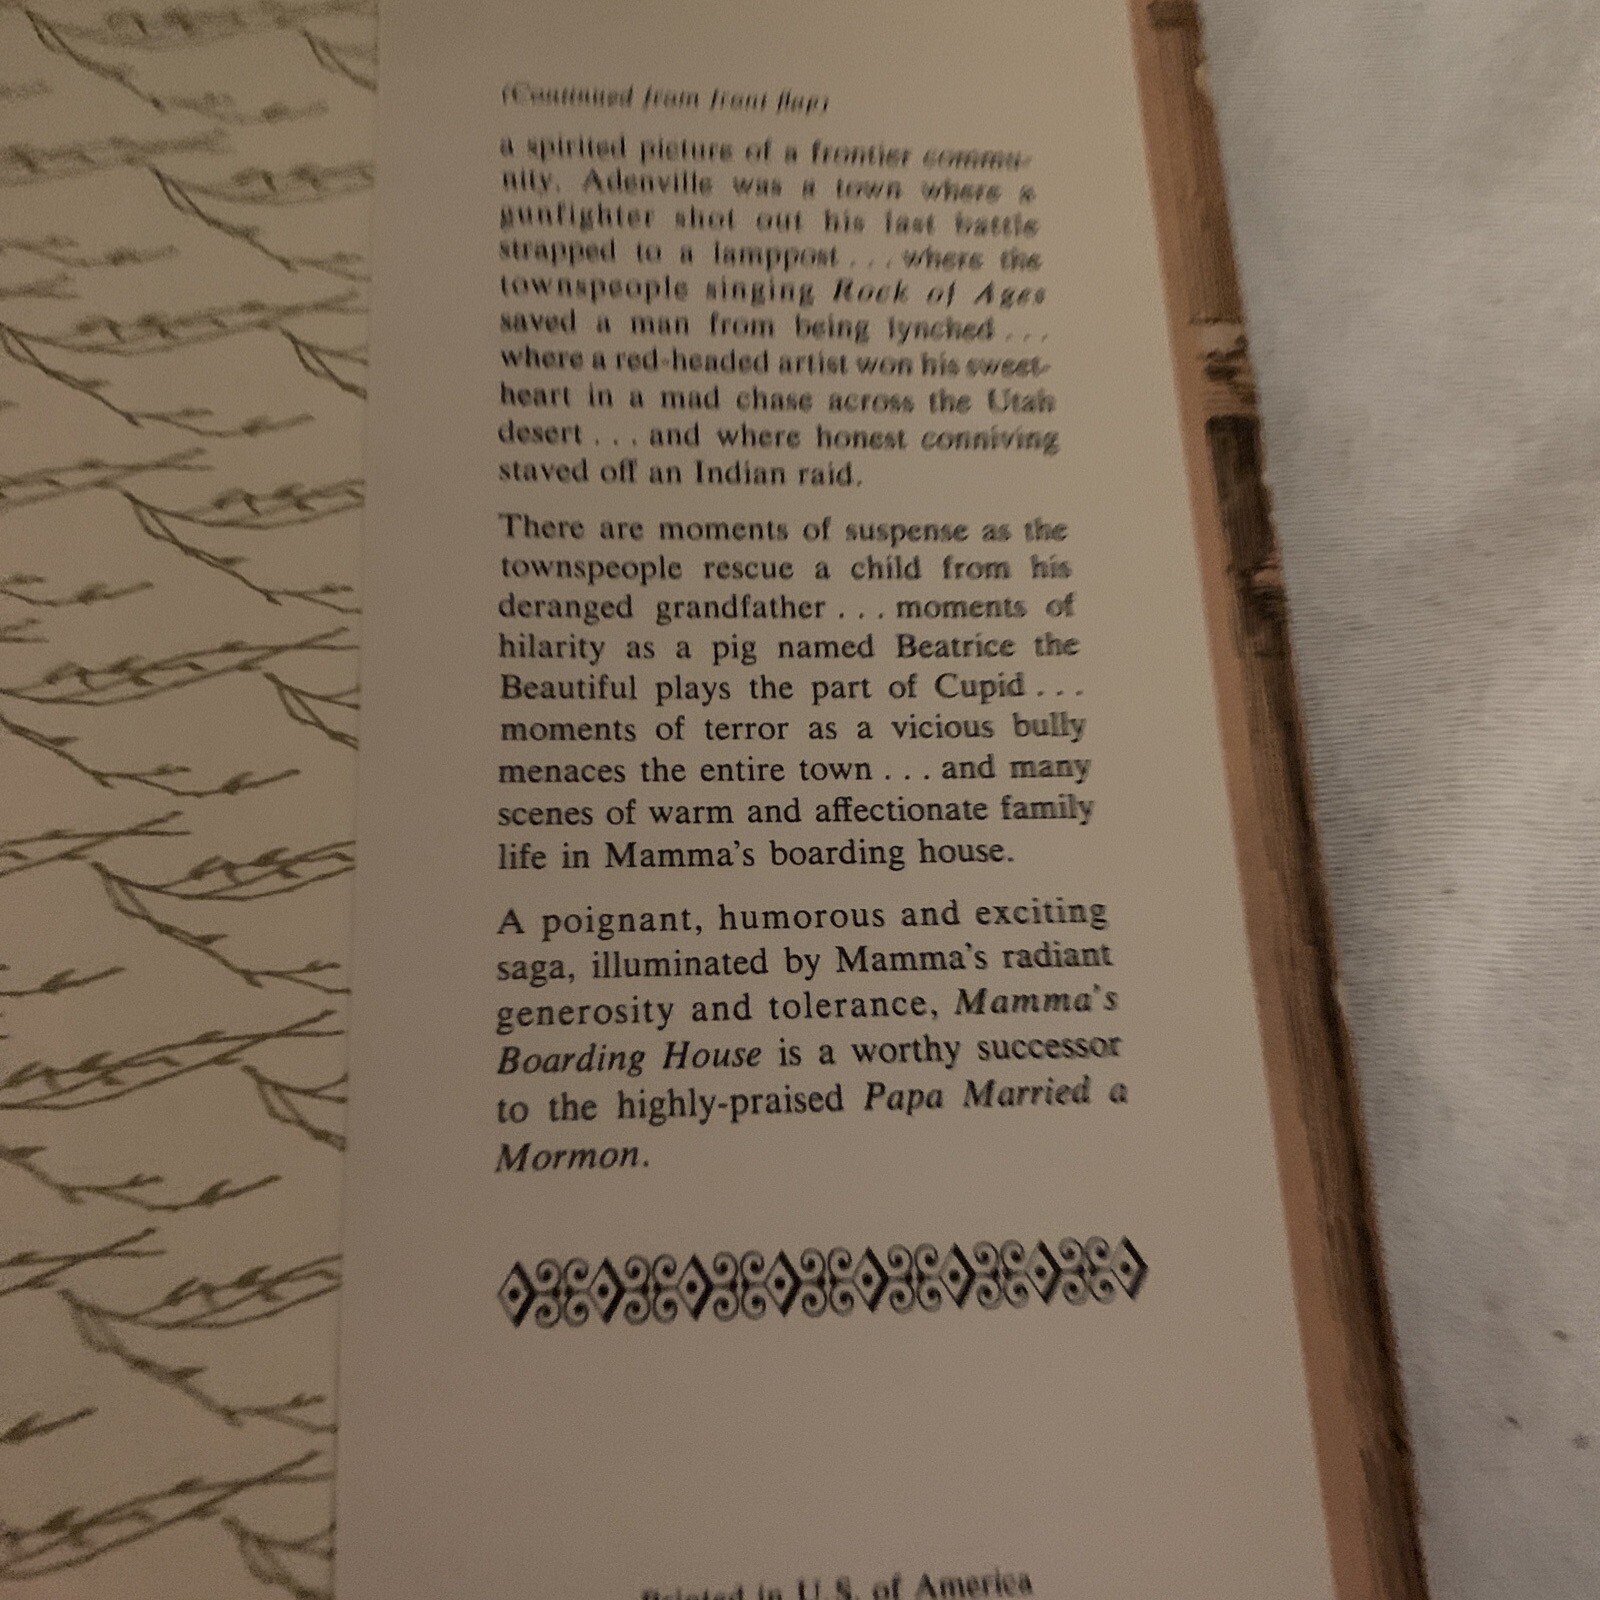 (Continued from front flap)
a spirited picture of a frontier commu-
nity. Adenville was a town where a
gunfighter shot out his last battle
strapped to a lamppost . . . where the
townspeople singing Rock of Ages
saved a man from being lynched . . .
where a red-headed artist won his sweet-
heart in a mad chase across the Utah
desert . . . and where honest conniving
staved off an Indian raid.
There are moments of suspense as the
townspeople rescue a child from his
deranged grandfather . . . moments of
hilarity as a pig named Beatrice the
Beautiful plays the part of Cupid . . .
moments of terror as a vicious bully
menaces the entire town . . . and many
scenes of warm and affectionate family
life in Mamma's boarding house.
A poignant, humorous and exciting
saga, illuminated by Mamma's radiant
generosity and tolerance, Mamma's
Boarding House is a worthy successor
to the highly-praised Papa Married a
Mormon.
Printed in U.S. of America